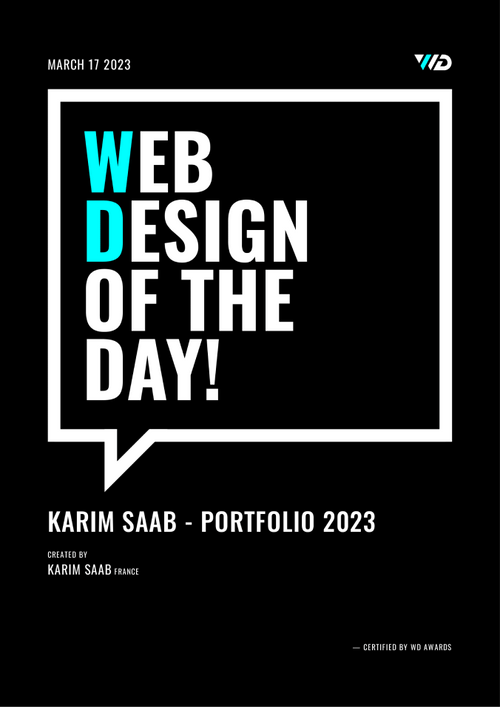 MARCH 17 2023
WD
WEB
DESIGN
OF THE
DAY!
KARIM SAAB - PORTFOLIO 2023
CREATED BY
KARIM SAAB FRANCE
— CERTIFIED BY WD AWARDS